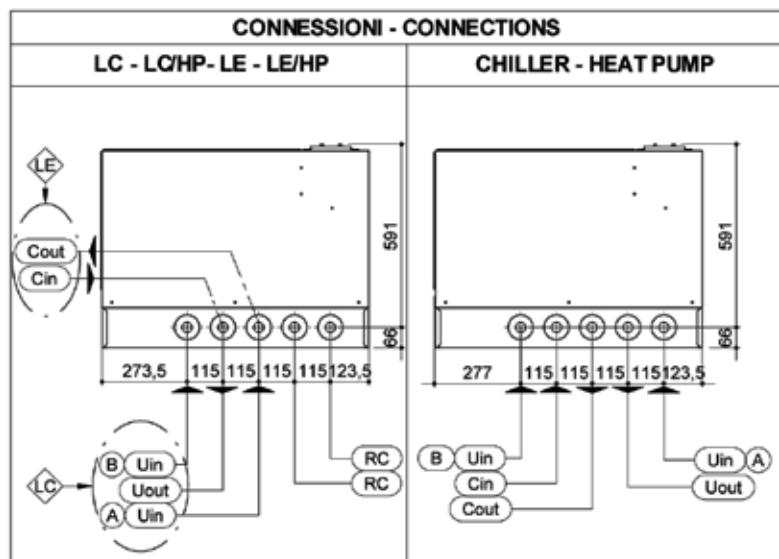 CONNESSIONI - CONNECTIONS
LC - LC/HP- LE - LE/HP
CHILLER - HEAT PUMP
LE
Cout
Cin
591
66
273,5 115 115 115 115 123,5
B Uin
Uout
A Uin
LC
RC
RC
591
66
277 115 115 115 115 123,5
B Uin
Cin
Cout
Uin A
Uout